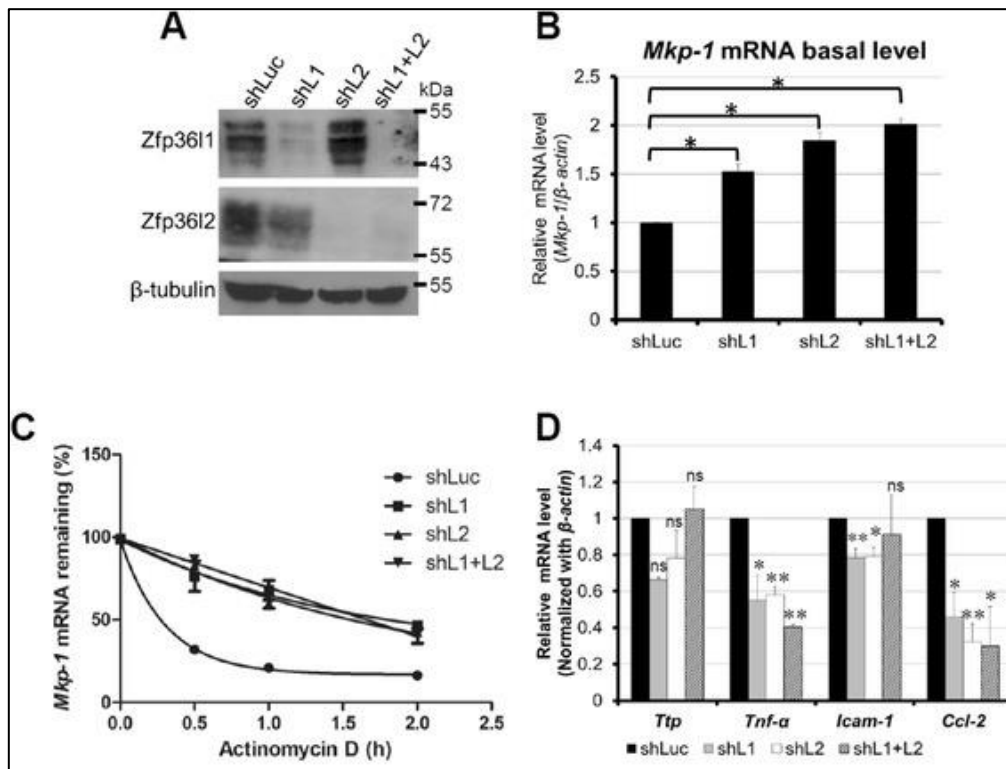 A
shLuc
shL1
shL2
shL1+L2
kDa
Zfp36l1
55
43
Zfp36l2
72
55
β-tubulin
55
B
Mkp-1 mRNA basal level
Relative mRNA level
(Mkp-1/β-actin)
2.5
2
1.5
1
0.5
0
*
*
*
shLuc shL1 shL2 shL1+L2
C
Mkp-1 mRNA remaining (%)
150
100
50
0
0.0 0.5 1.0 1.5 2.0 2.5
Actinomycin D (h)
shLuc
shL1
shL2
shL1+L2
D
Relative mRNA level
(Normalized with β-actin)
1.4
1.2
1
0.8
0.6
0.4
0.2
0
ns ns ns
* ** **
** * ns
* ** *
Ttp Tnf-α Icam-1 Ccl-2
shLuc shL1 shL2 shL1+L2